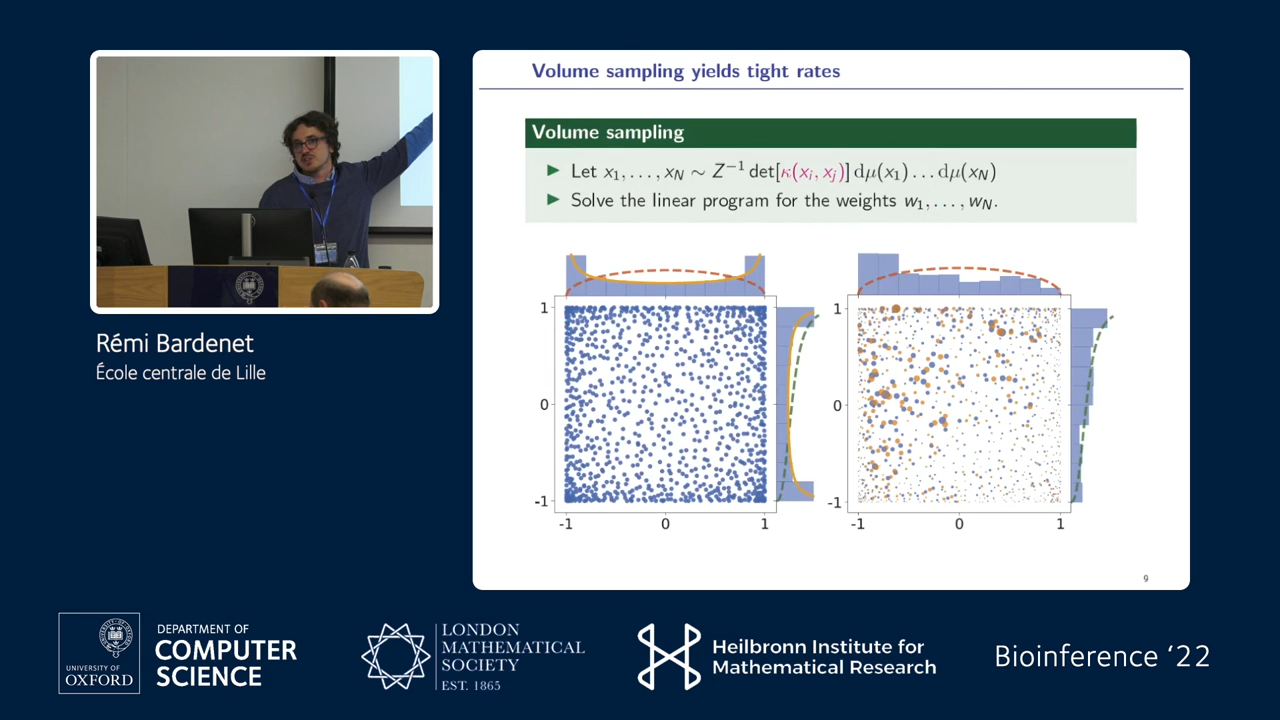 Volume sampling yields tight rates
Volume sampling
► Let x₁, . . . , x_N ∼ Z⁻¹ det[κ(xᵢ, xⱼ)] dμ(x₁) . . . dμ(x_N)
► Solve the linear program for the weights w₁, . . . , w_N.
1
0
-1
-1 0 1
1
0
-1
-1 0 1
9
Rémi Bardenet
École centrale de Lille
UNIVERSITY OF
OXFORD
DEPARTMENT OF
COMPUTER
SCIENCE
LONDON
MATHEMATICAL
SOCIETY
EST. 1865
Heilbronn Institute for
Mathematical Research
Bioinference ‘22